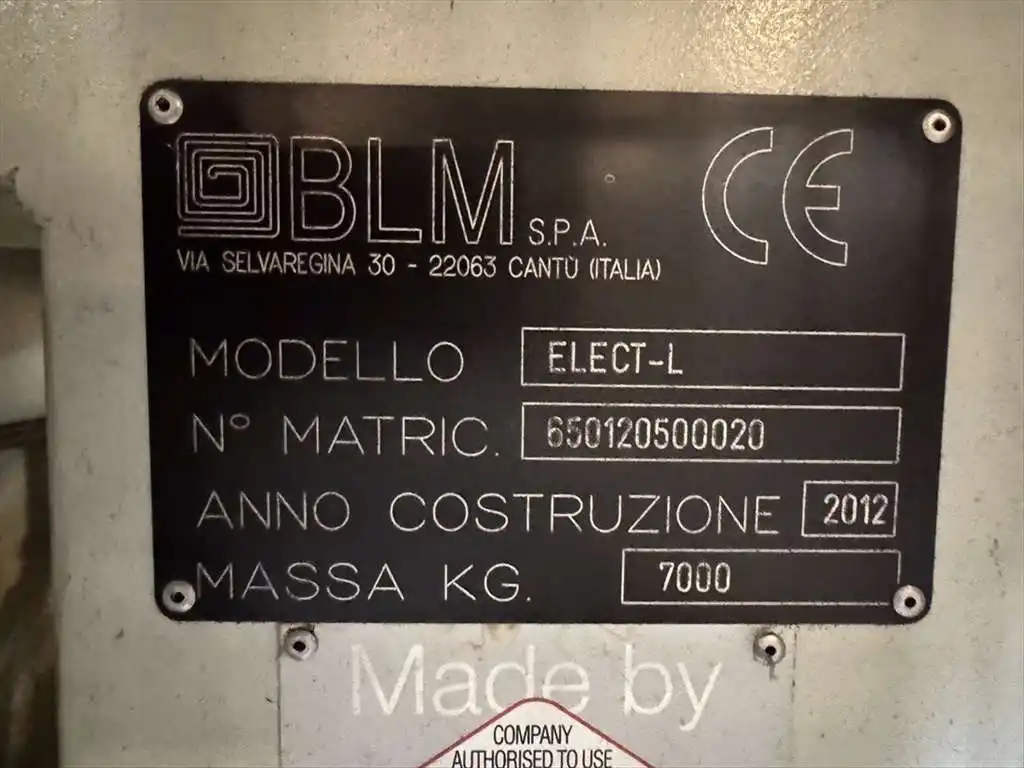 BLM S.P.A.
CE
VIA SELVAREGINA 30 - 22063 CANTÙ (ITALIA)
MODELLO ELECT-L
N° MATRIC. 650120500020
ANNO COSTRUZIONE 2012
MASSA KG. 7000
Made by
COMPANY
AUTHORISED TO USE